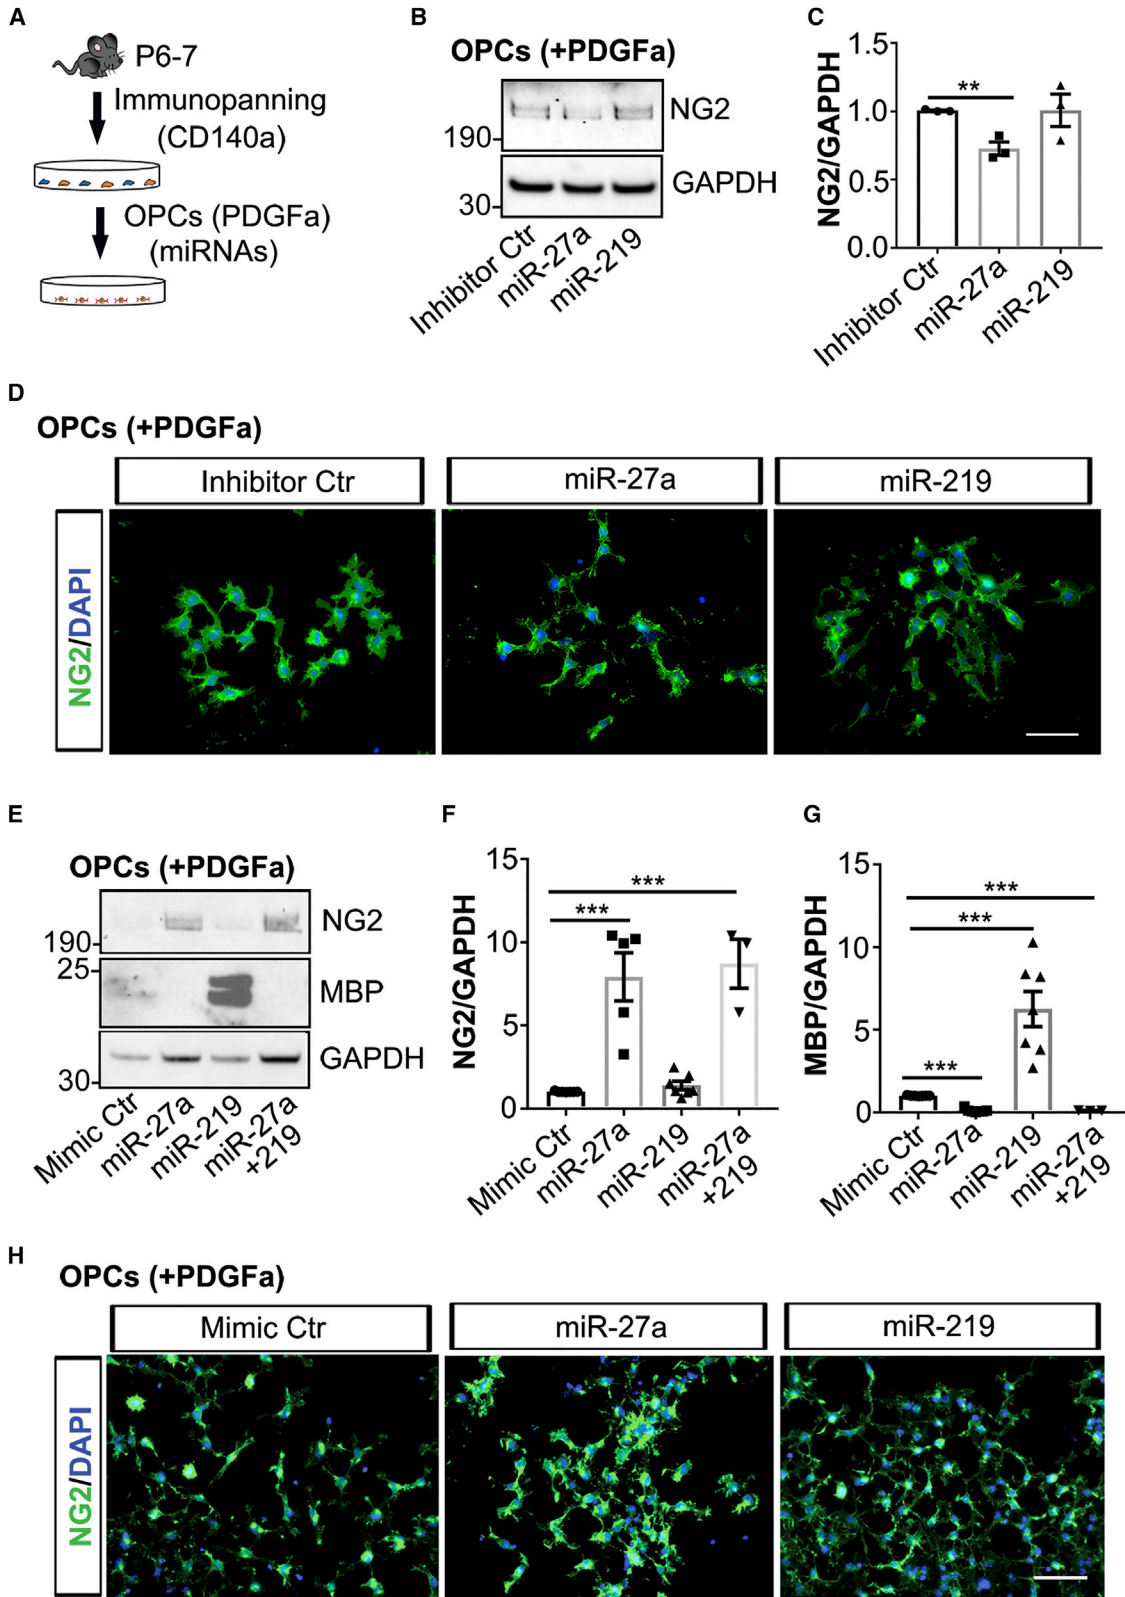 A
P6-7
Immunopanning
(CD140a)
OPCs (PDGFa)
(miRNAs)
B
OPCs (+PDGFa)
NG2
190
GAPDH
30
Inhibitor Ctr
miR-27a
miR-219
C
NG2/GAPDH
1.5
1.0
0.5
0.0
**
Inhibitor Ctr
miR-27a
miR-219
D
OPCs (+PDGFa)
Inhibitor Ctr
miR-27a
miR-219
NG2/DAPI
E
OPCs (+PDGFa)
NG2
190
25
MBP
GAPDH
30
Mimic Ctr
miR-27a
miR-219
miR-27a
+219
F
NG2/GAPDH
15
10
5
0
***
***
Mimic Ctr
miR-27a
miR-219
miR-27a
+219
G
MBP/GAPDH
15
10
5
0
***
***
***
Mimic Ctr
miR-27a
miR-219
miR-27a
+219
H
OPCs (+PDGFa)
Mimic Ctr
miR-27a
miR-219
NG2/DAPI